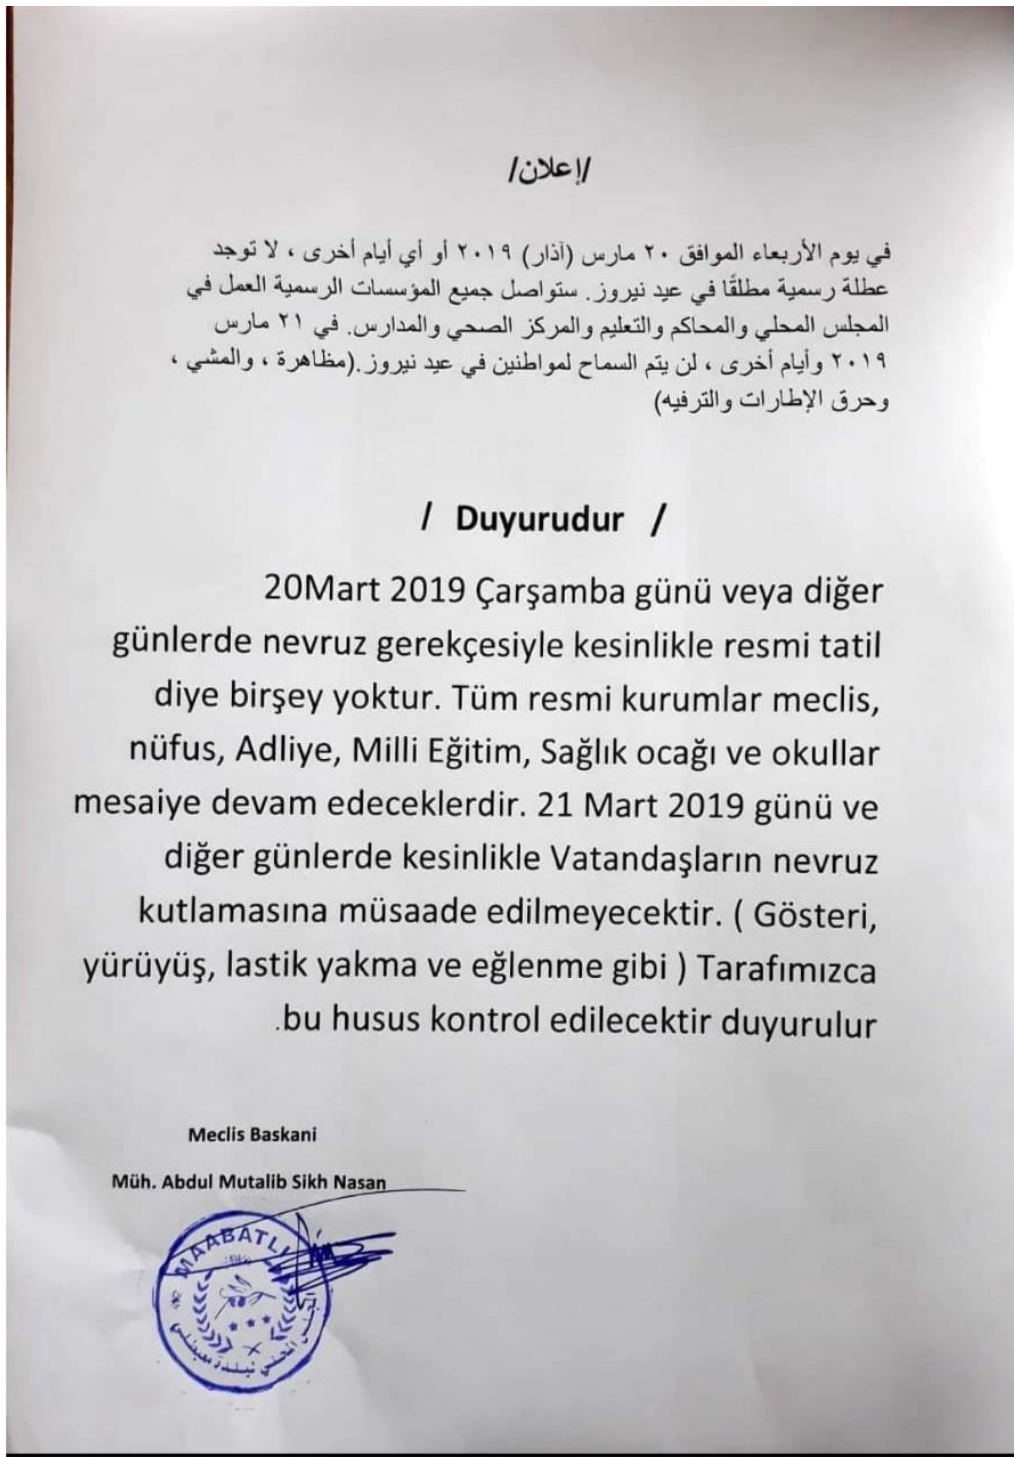 /إعلان/
في يوم الأربعاء الموافق ٢٠ مارس (آذار) ٢٠١٩ أو أي أيام أخرى ، لا توجد
عطلة رسمية مطلقًا في عيد نيروز. ستواصل جميع المؤسسات الرسمية العمل في
المجلس المحلي والمحاكم والتعليم والمركز الصحي والمدارس. في ٢١ مارس
٢٠١٩ وأيام أخرى ، لن يتم السماح لمواطنين في عيد نيروز.(مظاهرة ، والمشي ،
وحرق الإطارات والترفيه)
/ Duyurudur /
20Mart 2019 Çarşamba günü veya diğer
günlerde nevruz gerekçesiyle kesinlikle resmi tatil
diye birşey yoktur. Tüm resmi kurumlar meclis,
nüfus, Adliye, Milli Eğitim, Sağlık ocağı ve okullar
mesaiye devam edeceklerdir. 21 Mart 2019 günü ve
diğer günlerde kesinlikle Vatandaşların nevruz
kutlamasına müsaade edilmeyecektir. ( Gösteri,
yürüyüş, lastik yakma ve eğlenme gibi ) Tarafımızca
.bu husus kontrol edilecektir duyurulur
Meclis Baskani
Müh. Abdul Mutalib Sikh Nasan
MAABATLI
المجلس المحلي لبلدة معبطلي